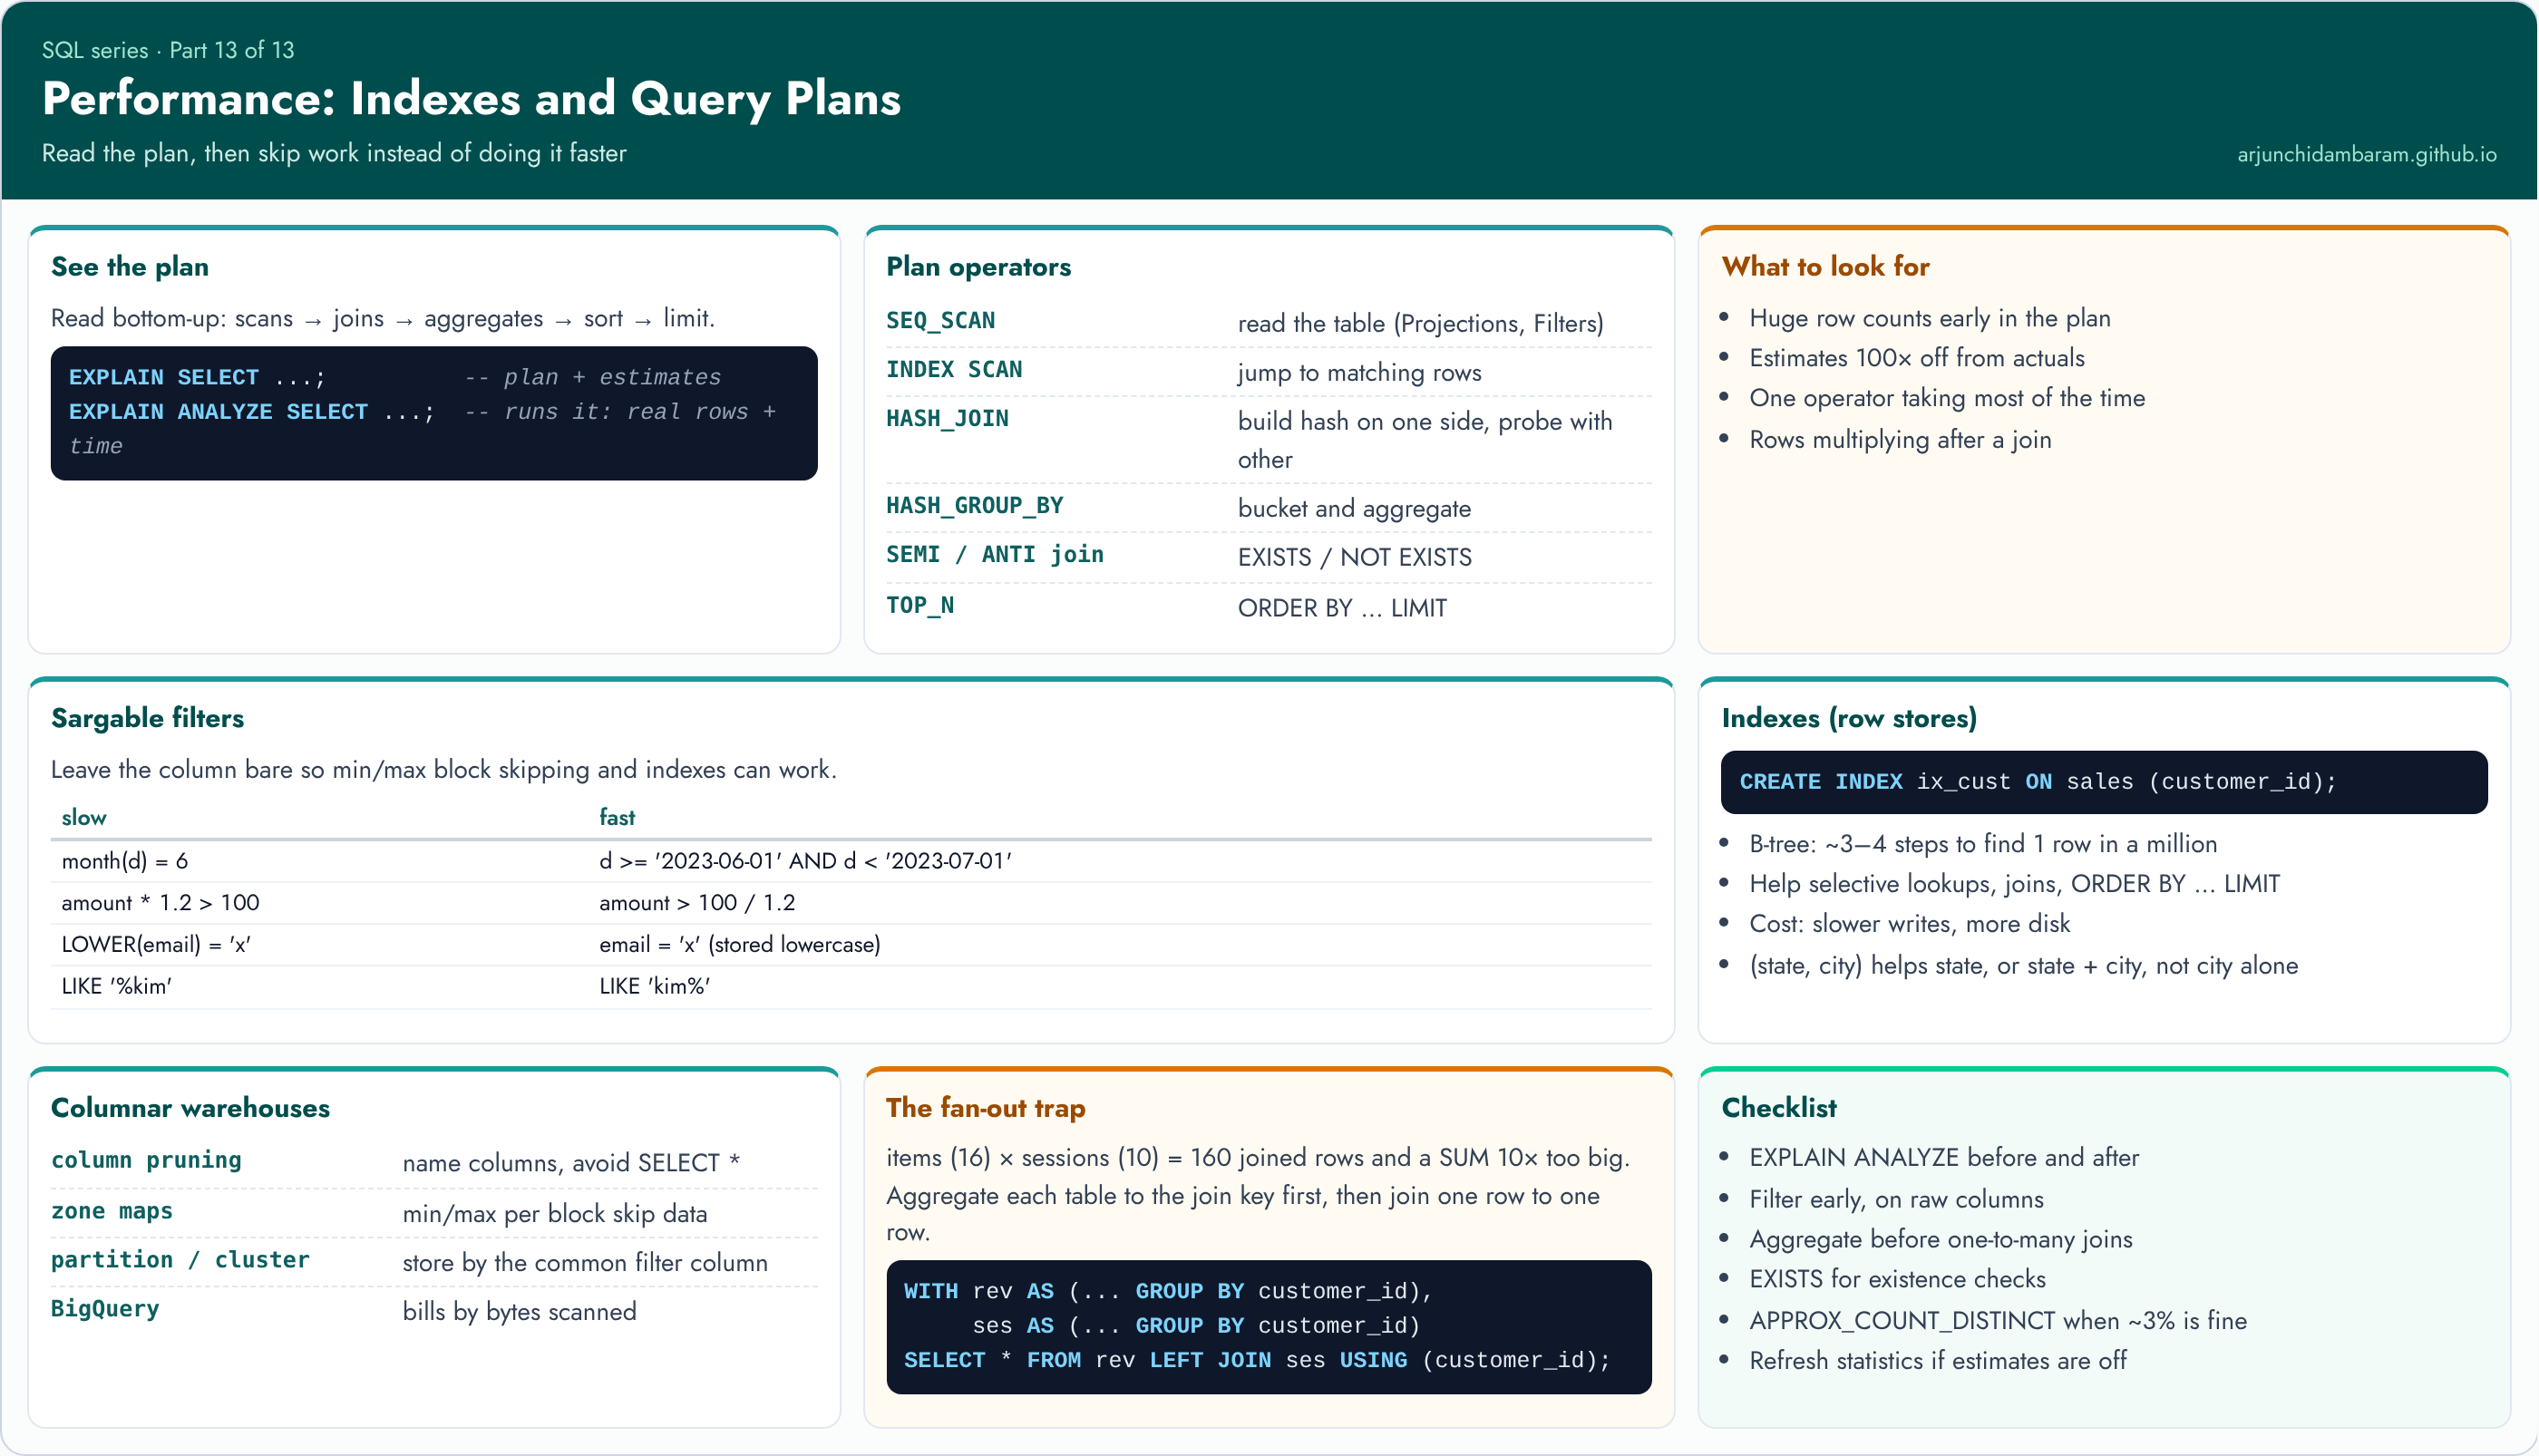 SQL series · Part 13 of 13
Performance: Indexes and Query Plans
Read the plan, then skip work instead of doing it faster
arjunchidambaram.github.io
See the plan
Read bottom-up: scans → joins → aggregates → sort → limit.
EXPLAIN SELECT ...;          -- plan + estimates
EXPLAIN ANALYZE SELECT ...;  -- runs it: real rows +
time
Plan operators
SEQ_SCAN read the table (Projections, Filters)
INDEX SCAN jump to matching rows
HASH_JOIN build hash on one side, probe with
other
HASH_GROUP_BY bucket and aggregate
SEMI / ANTI join EXISTS / NOT EXISTS
TOP_N ORDER BY … LIMIT
What to look for
• Huge row counts early in the plan
• Estimates 100× off from actuals
• One operator taking most of the time
• Rows multiplying after a join
Sargable filters
Leave the column bare so min/max block skipping and indexes can work.
slow fast
month(d) = 6 d >= '2023-06-01' AND d < '2023-07-01'
amount * 1.2 > 100 amount > 100 / 1.2
LOWER(email) = 'x' email = 'x' (stored lowercase)
LIKE '%kim' LIKE 'kim%'
Indexes (row stores)
CREATE INDEX ix_cust ON sales (customer_id);
• B-tree: ~3–4 steps to find 1 row in a million
• Help selective lookups, joins, ORDER BY … LIMIT
• Cost: slower writes, more disk
• (state, city) helps state, or state + city, not city alone
Columnar warehouses
column pruning name columns, avoid SELECT *
zone maps min/max per block skip data
partition / cluster store by the common filter column
BigQuery bills by bytes scanned
The fan-out trap
items (16) × sessions (10) = 160 joined rows and a SUM 10× too big.
Aggregate each table to the join key first, then join one row to one
row.
WITH rev AS (... GROUP BY customer_id),
     ses AS (... GROUP BY customer_id)
SELECT * FROM rev LEFT JOIN ses USING (customer_id);
Checklist
• EXPLAIN ANALYZE before and after
• Filter early, on raw columns
• Aggregate before one-to-many joins
• EXISTS for existence checks
• APPROX_COUNT_DISTINCT when ~3% is fine
• Refresh statistics if estimates are off